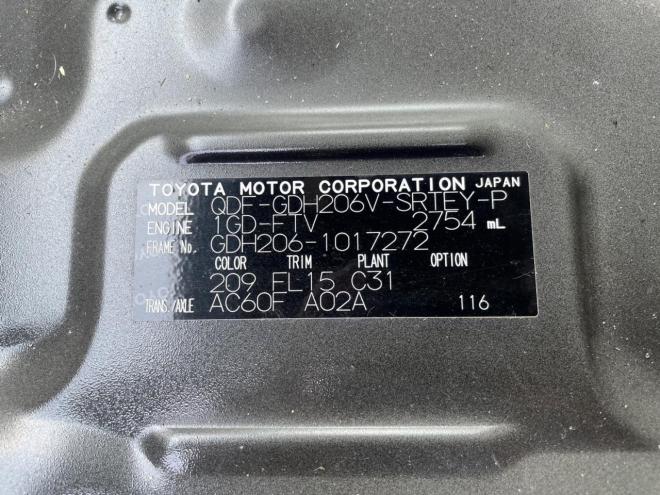 TOYOTA MOTOR CORPORATION JAPAN
MODEL QDF-GDH206V-SRTEY-P
ENGINE 1GD-FTV 2754 mL
FRAME No. GDH206-1017272
COLOR TRIM PLANT OPTION
209 FL15 C31
TRANS./AXLE AC60F A02A 116